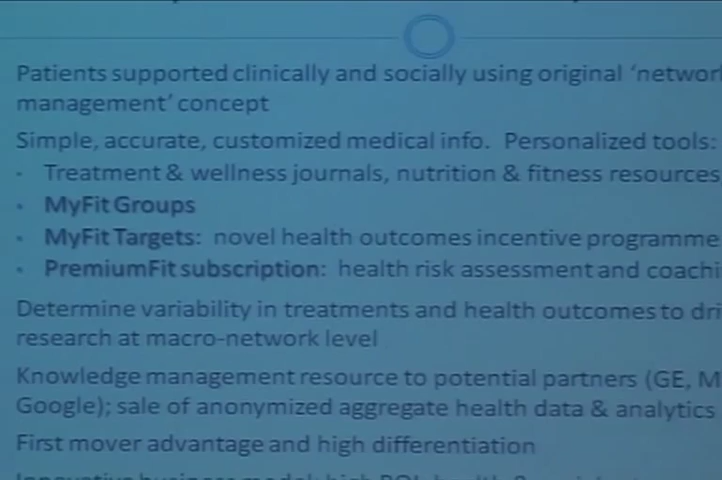 Patients supported clinically and socially using original 'network
management' concept
Simple, accurate, customized medical info. Personalized tools:
• Treatment & wellness journals, nutrition & fitness resources
• MyFit Groups
• MyFit Targets: novel health outcomes incentive programme
• PremiumFit subscription: health risk assessment and coachi
Determine variability in treatments and health outcomes to dri
research at macro-network level
Knowledge management resource to potential partners (GE, M
Google); sale of anonymized aggregate health data & analytics
First mover advantage and high differentiation